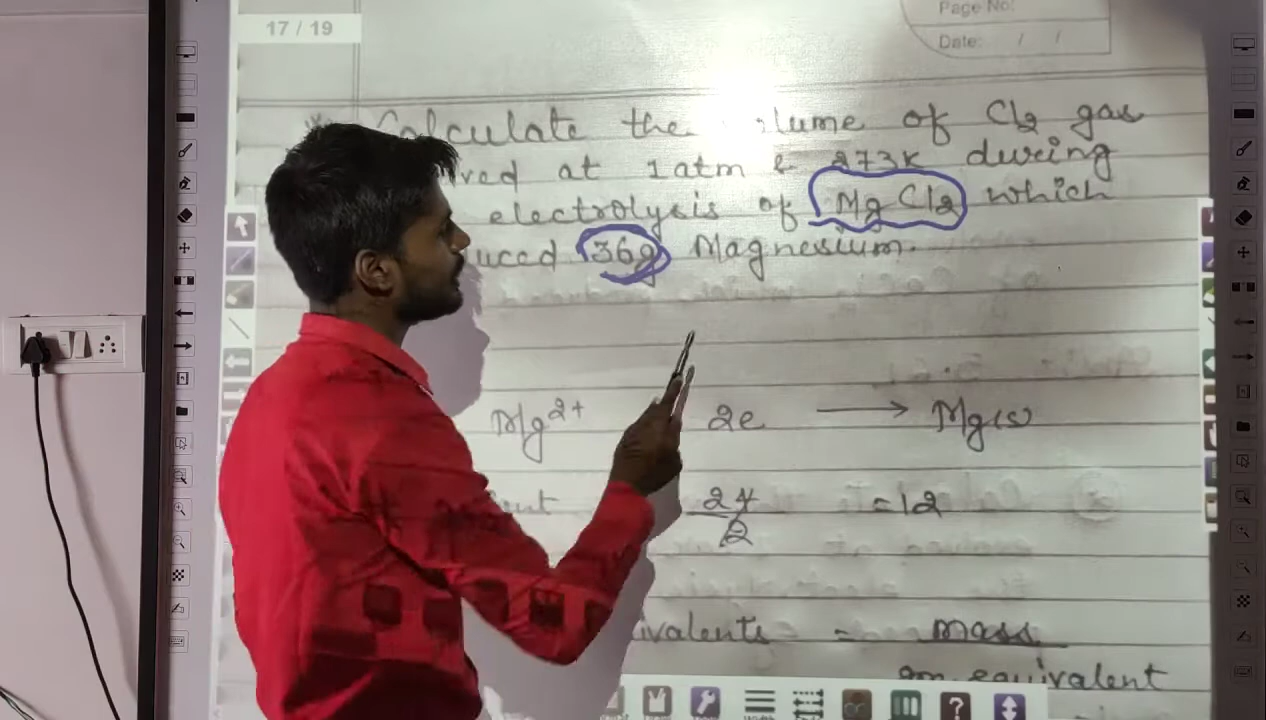 17 / 19
Page No:
Date: / /
Calculate the lume of Cl2 gas
ved at 1atm & 273K during
electrolysis of MgCl2 which
uced 36g Magnesium.
Mg2+ 2e ⟶ Mg(s)
24/2 = 12
ivalents = mass
gm equivalent